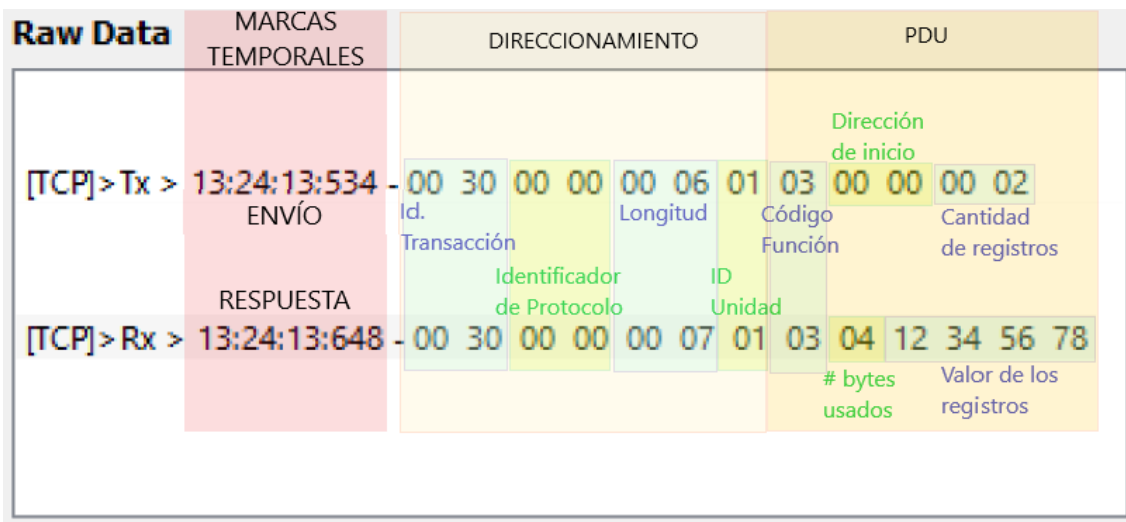 Raw Data
MARCAS
TEMPORALES
DIRECCIONAMIENTO
PDU
Dirección
de inicio
[TCP]>Tx > 13:24:13:534 - 00 30 00 00 00 06 01 03 00 00 00 02
ENVÍO
Id.
Transacción
Longitud
Código
Función
Cantidad
de registros
Identificador
de Protocolo
ID
Unidad
RESPUESTA
[TCP]>Rx > 13:24:13:648 - 00 30 00 00 00 07 01 03 04 12 34 56 78
# bytes
usados
Valor de los
registros